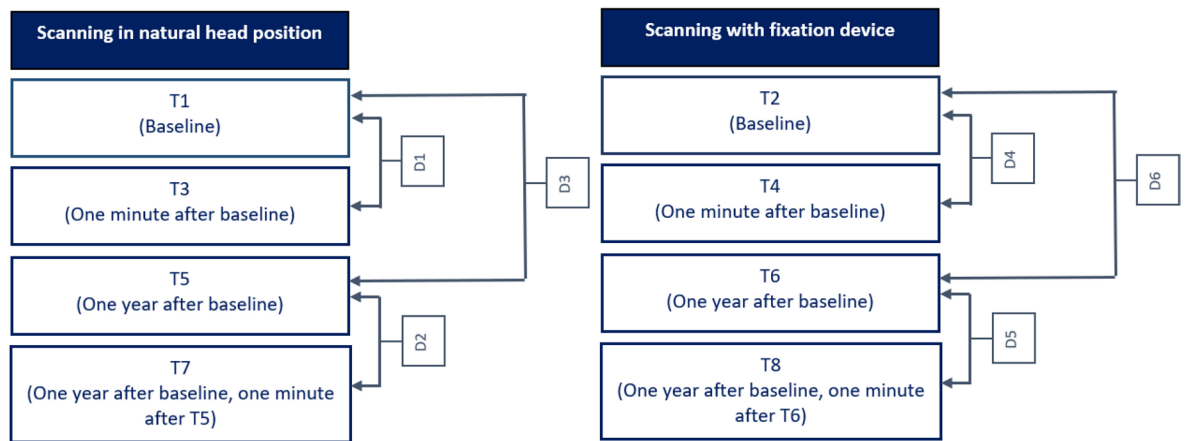 Scanning in natural head position
T1
(Baseline)
T3
(One minute after baseline)
T5
(One year after baseline)
T7
(One year after baseline, one minute
after T5)
D1
D2
D3
Scanning with fixation device
T2
(Baseline)
T4
(One minute after baseline)
T6
(One year after baseline)
T8
(One year after baseline, one minute
after T6)
D4
D5
D6